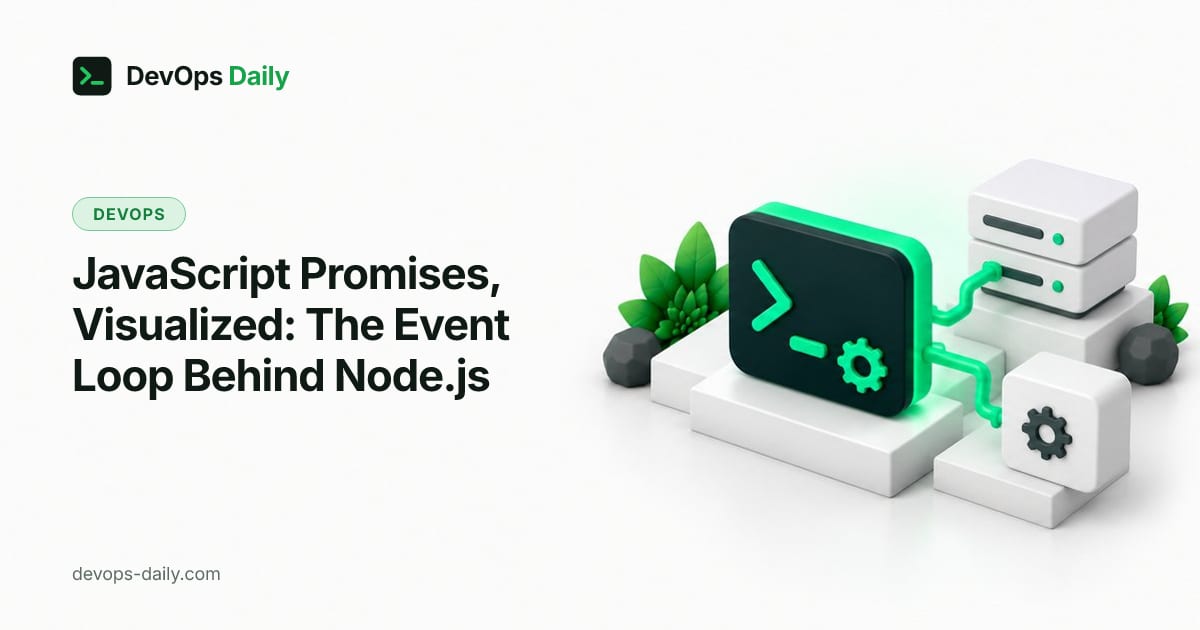 DevOps Daily
DEVOPS
JavaScript Promises,
Visualized: The Event
Loop Behind Node.js
devops-daily.com